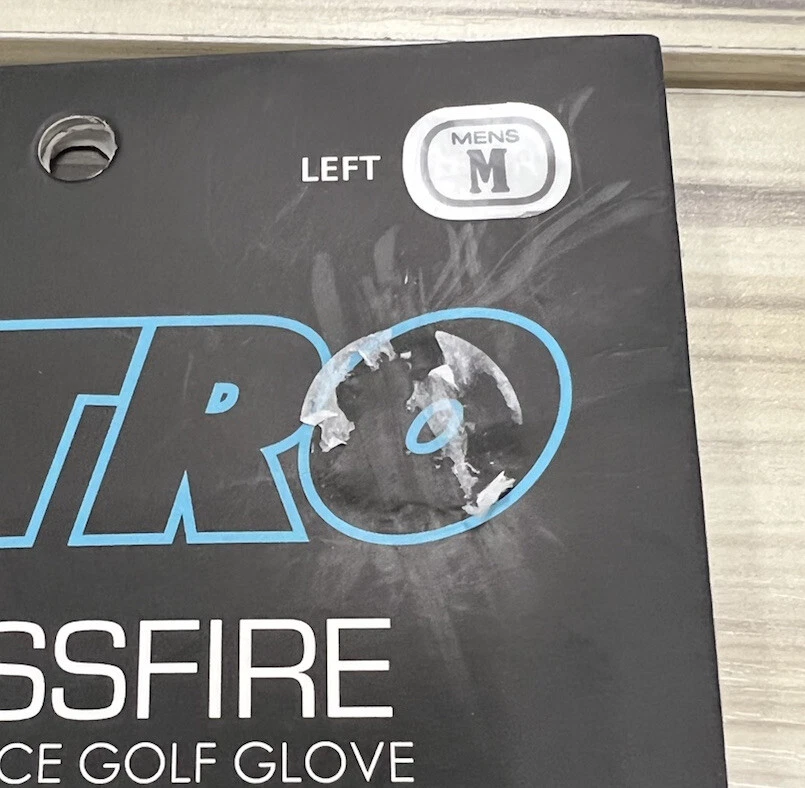 MENS
LEFT M
TRO
SSFIRE
CE GOLF GLOVE